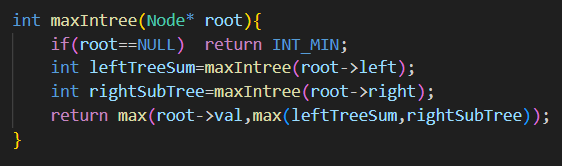 int maxIntree(Node* root){
    if(root==NULL)  return INT_MIN;
    int leftTreeSum=maxIntree(root->left);
    int rightSubTree=maxIntree(root->right);
    return max(root->val,max(leftTreeSum,rightSubTree));
}